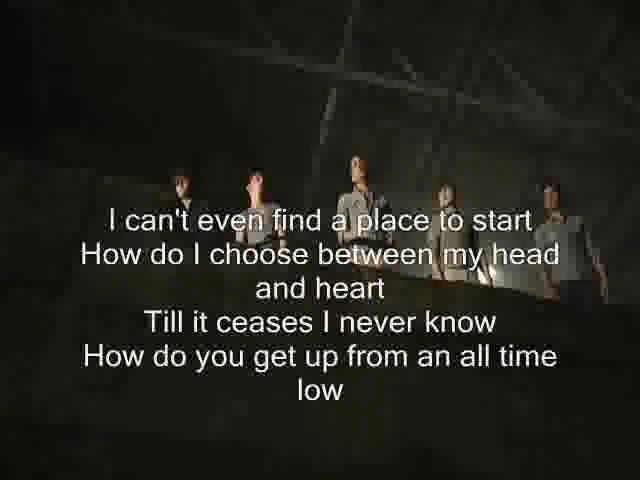 I can't even find a place to start
How do I choose between my head
and heart
Till it ceases I never know
How do you get up from an all time
low